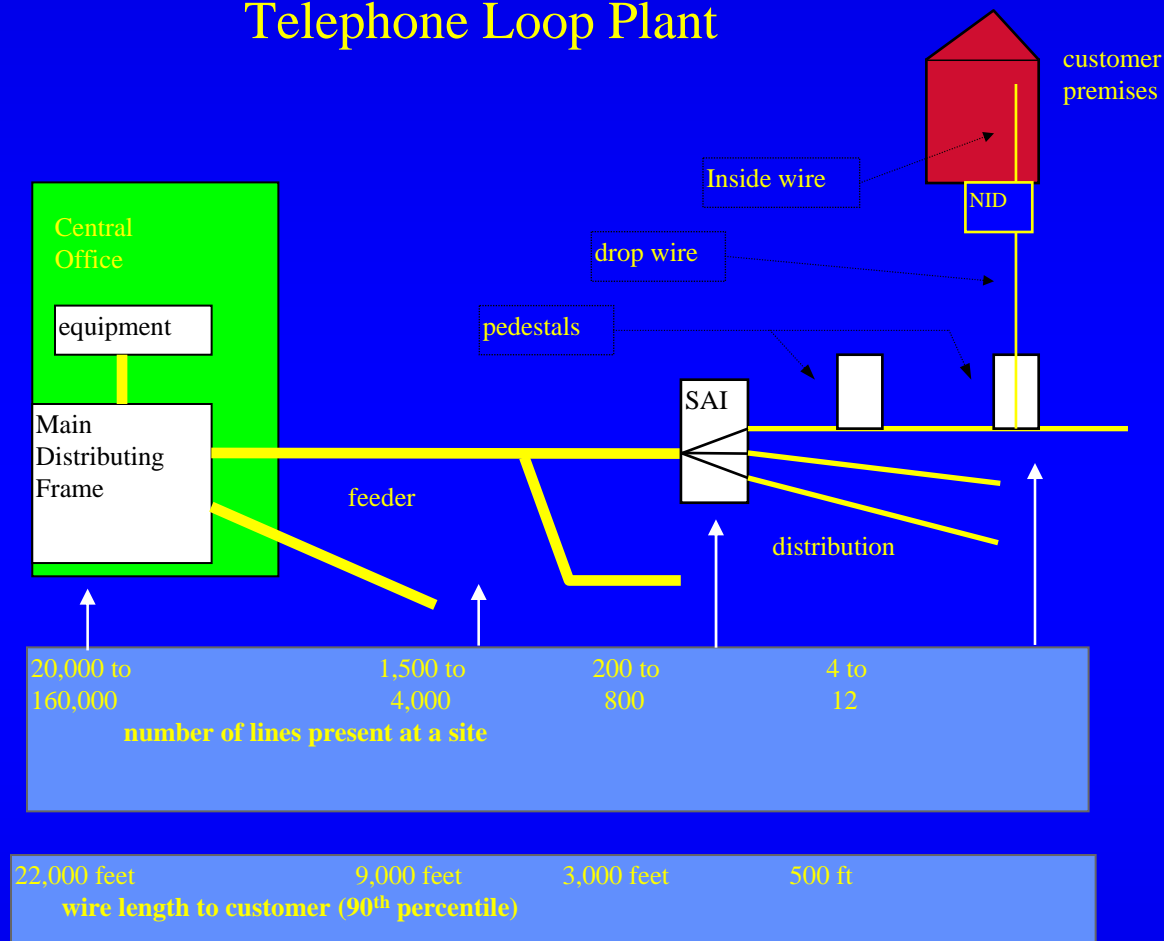 Telephone Loop Plant
customer
premises
Inside wire
NID
Central
Office
drop wire
equipment
pedestals
SAI
Main
Distributing
Frame
feeder
distribution
20,000 to 1,500 to 200 to 4 to
160,000 4,000 800 12
number of lines present at a site
22,000 feet 9,000 feet 3,000 feet 500 ft
wire length to customer (90th percentile)